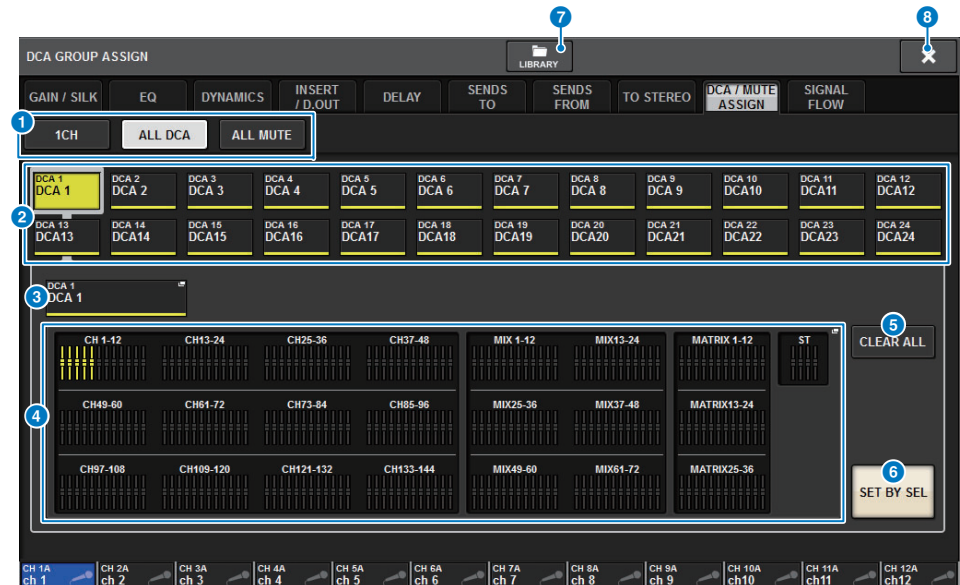 7
8
DCA GROUP ASSIGN
LIBRARY
GAIN / SILK
EQ
DYNAMICS
INSERT
/ D.OUT
DELAY
SENDS
TO
SENDS
FROM
TO STEREO
DCA / MUTE
ASSIGN
SIGNAL
FLOW
1
1CH
ALL DCA
ALL MUTE
2
DCA 1
DCA 1
DCA 2
DCA 2
DCA 3
DCA 3
DCA 4
DCA 4
DCA 5
DCA 5
DCA 6
DCA 6
DCA 7
DCA 7
DCA 8
DCA 8
DCA 9
DCA 9
DCA 10
DCA10
DCA 11
DCA11
DCA 12
DCA12
DCA 13
DCA13
DCA 14
DCA14
DCA 15
DCA15
DCA 16
DCA16
DCA 17
DCA17
DCA 18
DCA18
DCA 19
DCA19
DCA 20
DCA20
DCA 21
DCA21
DCA 22
DCA22
DCA 23
DCA23
DCA 24
DCA24
3
DCA 1
DCA 1
4
CH 1-12
CH13-24
CH25-36
CH37-48
MIX 1-12
MIX13-24
MATRIX 1-12
ST
CH49-60
CH61-72
CH73-84
CH85-96
MIX25-36
MIX37-48
MATRIX13-24
CH97-108
CH109-120
CH121-132
CH133-144
MIX49-60
MIX61-72
MATRIX25-36
5
CLEAR ALL
6
SET BY SEL
CH 1A
ch 1
CH 2A
ch 2
CH 3A
ch 3
CH 4A
ch 4
CH 5A
ch 5
CH 6A
ch 6
CH 7A
ch 7
CH 8A
ch 8
CH 9A
ch 9
CH 10A
ch10
CH 11A
ch11
CH 12A
ch12